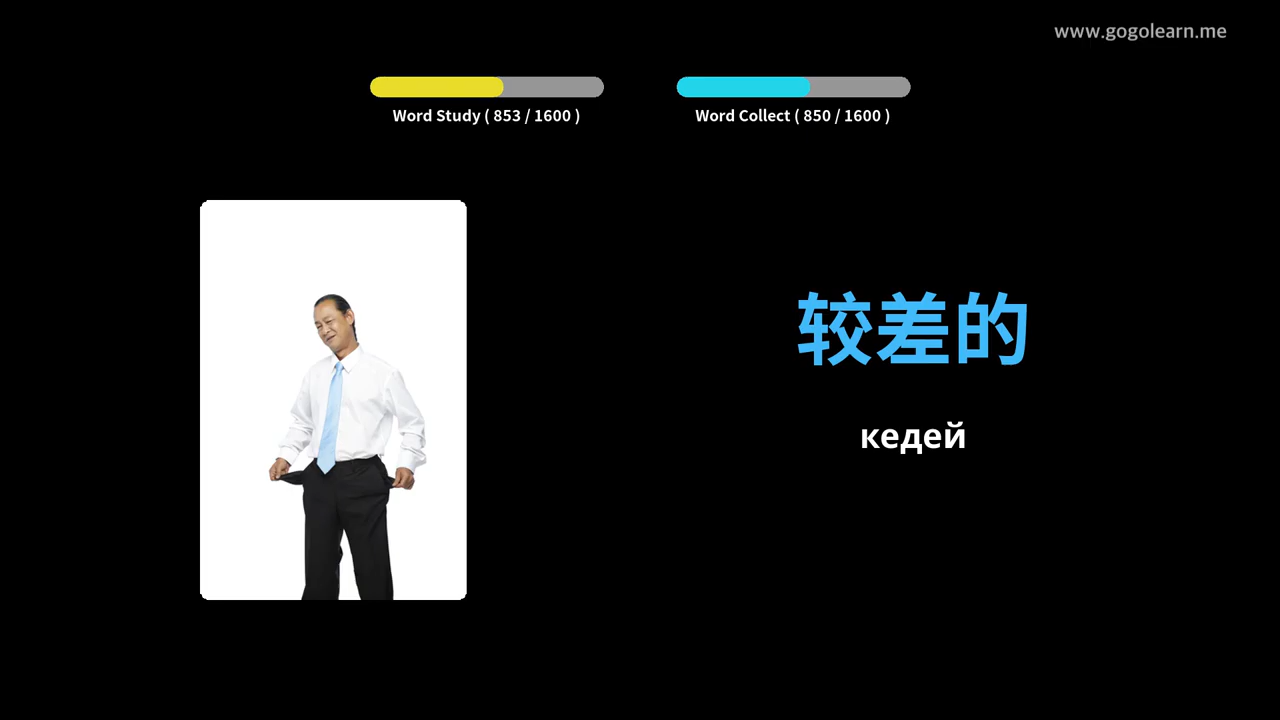 www.gogolearn.me
Word Study ( 853 / 1600 )
Word Collect ( 850 / 1600 )
较差的
кедей